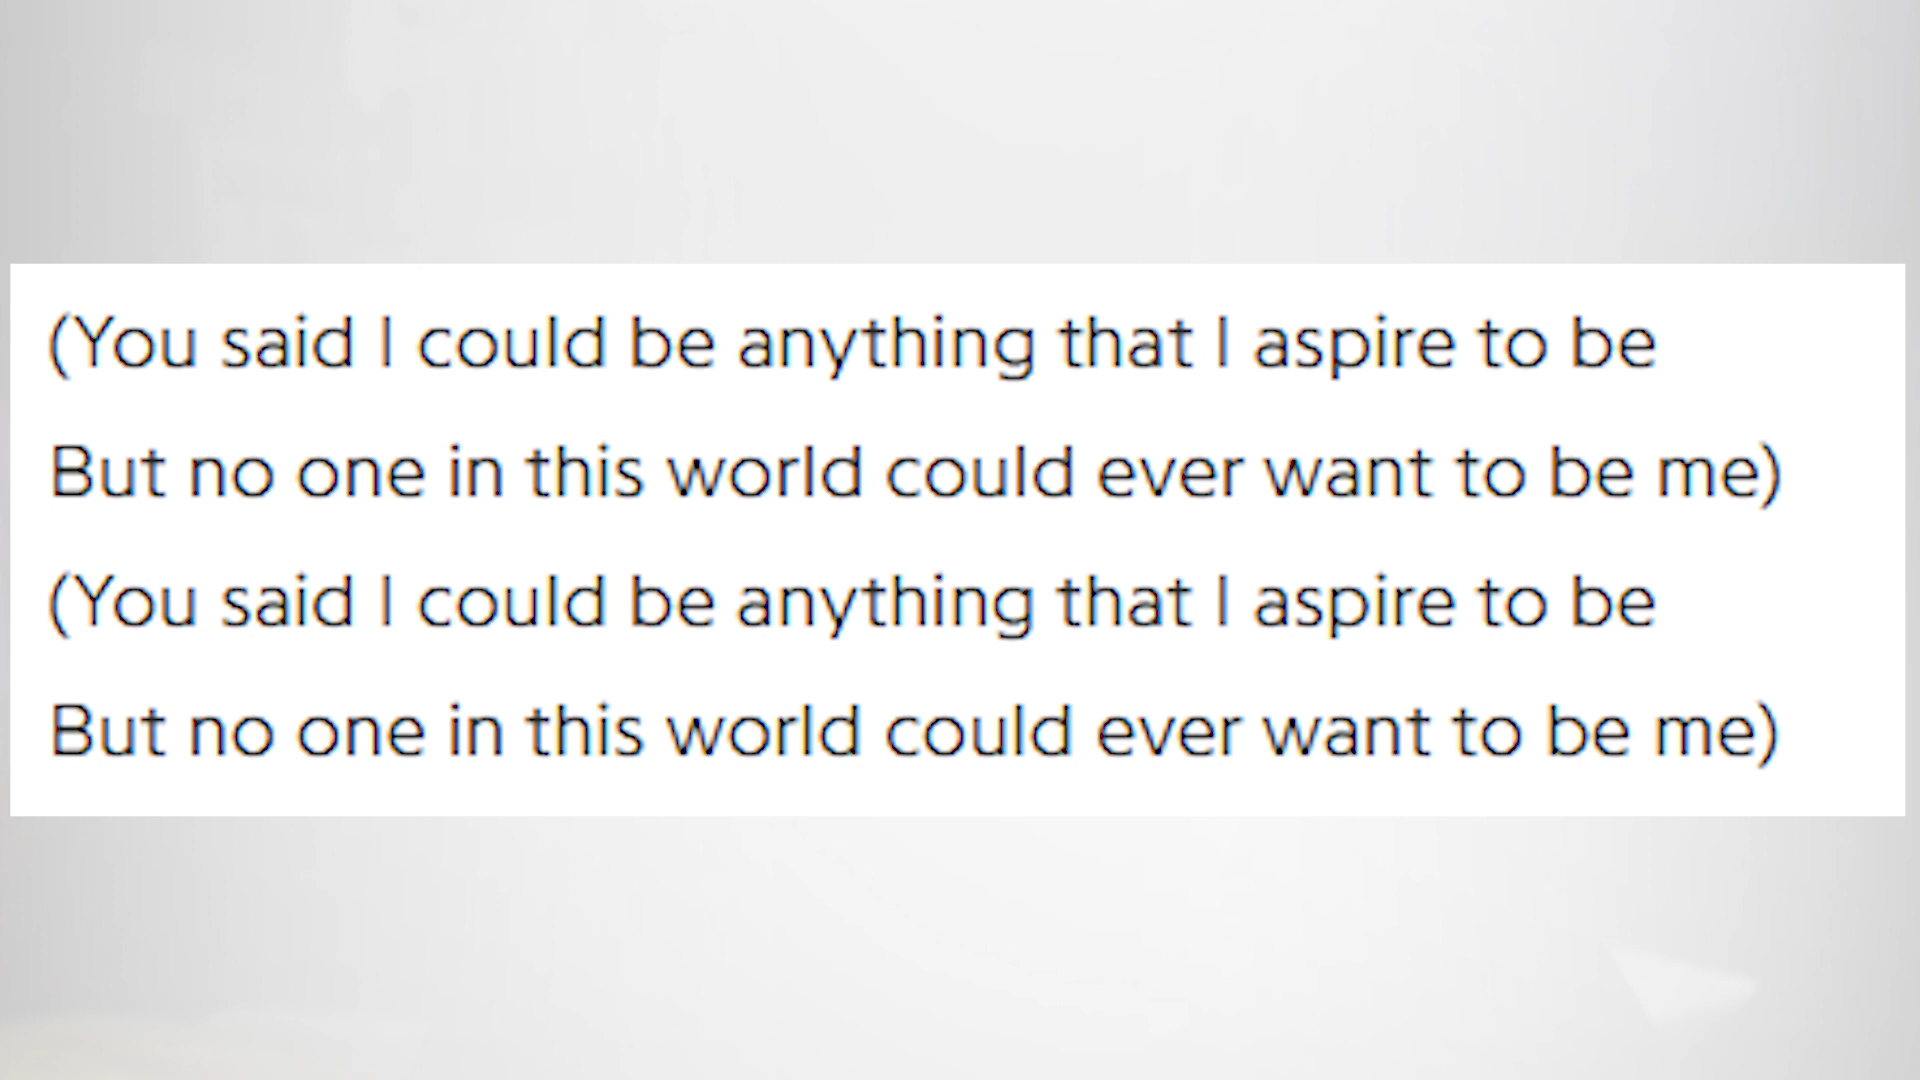 (You said I could be anything that I aspire to be
But no one in this world could ever want to be me)
(You said I could be anything that I aspire to be
But no one in this world could ever want to be me)